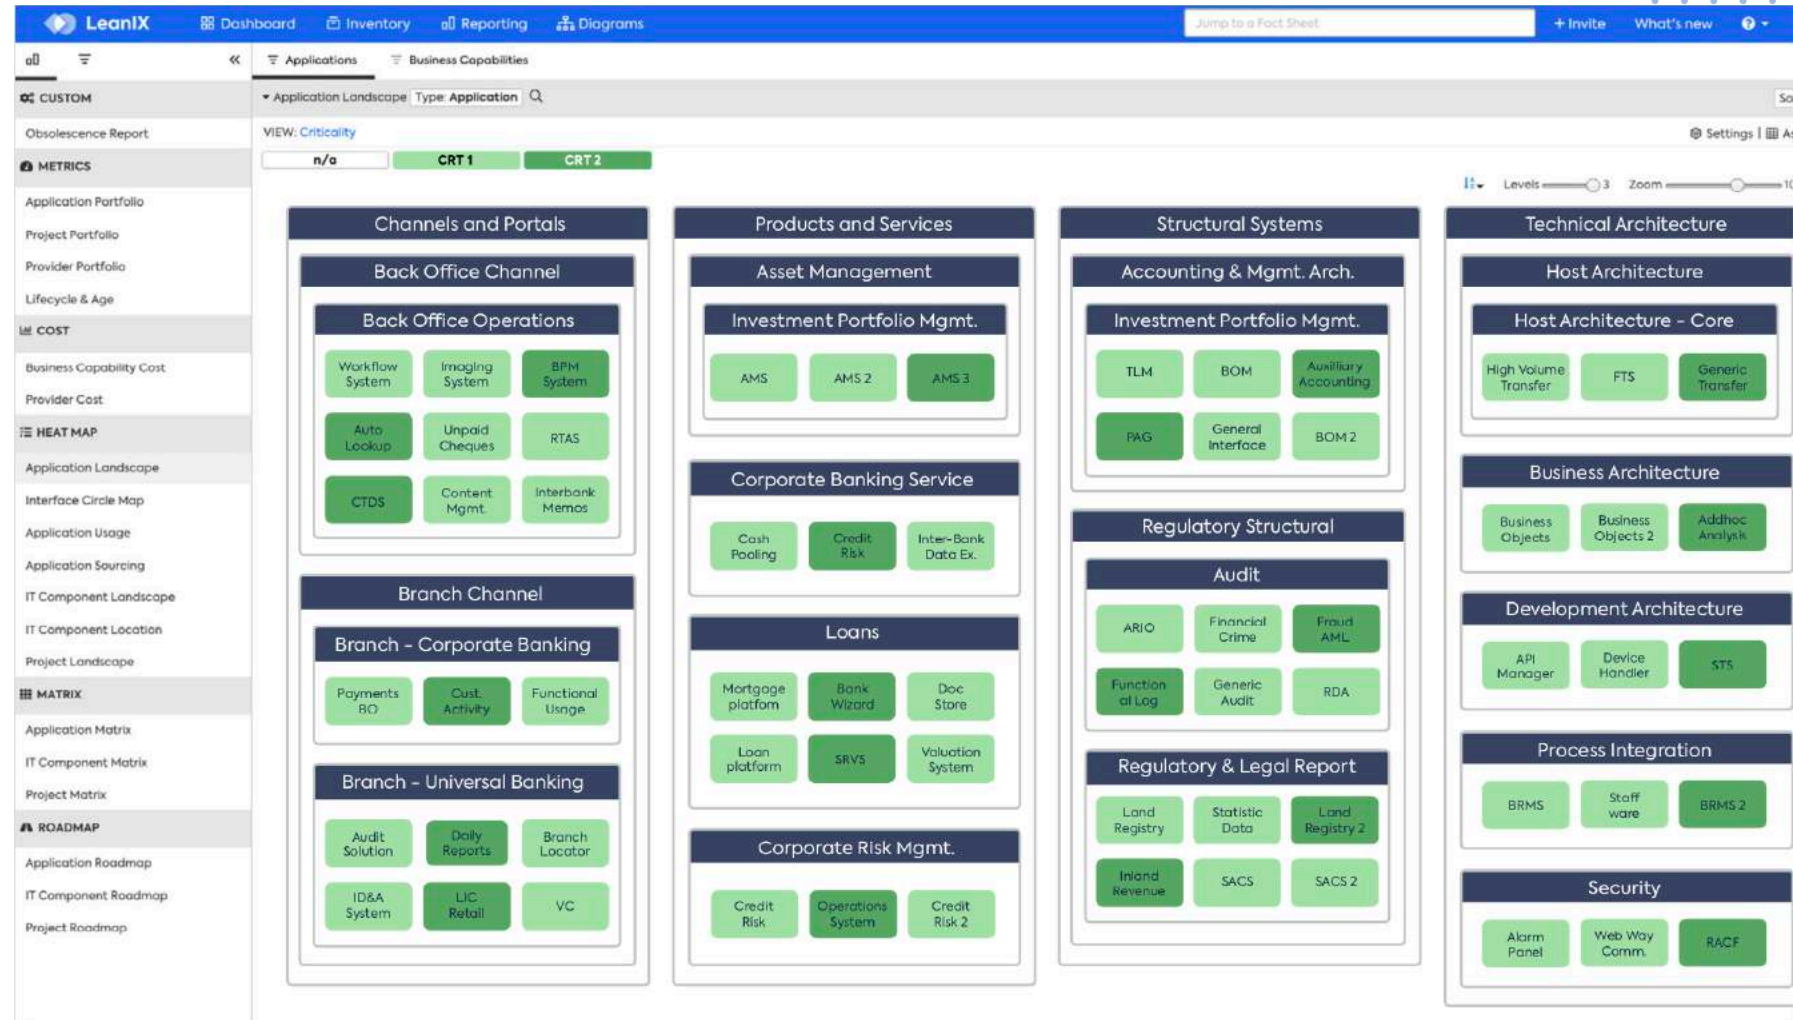 LeanIX Dashboard Inventory Reporting Diagrams Jump to a Fact Sheet + Invite What's new
Applications Business Capabilities
CUSTOM
Obsolescence Report
METRICS
Application Portfolio
Project Portfolio
Provider Portfolio
Lifecycle & Age
COST
Business Capability Cost
Provider Cost
HEAT MAP
Application Landscape
Interface Circle Map
Application Usage
Application Sourcing
IT Component Landscape
IT Component Location
Project Landscape
MATRIX
Application Matrix
IT Component Matrix
Project Matrix
ROADMAP
Application Roadmap
IT Component Roadmap
Project Roadmap
Application Landscape Type: Application
VIEW: Criticality
Settings |
n/a CRT 1 CRT 2
Levels 3 Zoom
Channels and Portals
Back Office Channel
Back Office Operations
Workflow System
Imaging System
BPM System
Auto Lookup
Unpaid Cheques
RTAS
CTDS
Content Mgmt.
Interbank Memos
Branch Channel
Branch - Corporate Banking
Payments BO
Cust. Activity
Functional Usage
Branch - Universal Banking
Audit Solution
Daily Reports
Branch Locator
ID&A System
LIC Retail
VC
Products and Services
Asset Management
Investment Portfolio Mgmt.
AMS
AMS 2
AMS 3
Corporate Banking Service
Cash Pooling
Credit Risk
Inter-Bank Data Ex.
Loans
Mortgage platfom
Bank Wizard
Doc Store
Loan platform
SRVS
Valuation System
Corporate Risk Mgmt.
Credit Risk
Operations System
Credit Risk 2
Structural Systems
Accounting & Mgmt. Arch.
Investment Portfolio Mgmt.
TLM
BOM
Auxilliary Accounting
PAG
General Interface
BOM 2
Regulatory Structural
Audit
ARIO
Financial Crime
Fraud AML
Function al Log
Generic Audit
RDA
Regulatory & Legal Report
Land Registry
Statistic Data
Land Registry 2
Inland Revenue
SACS
SACS 2
Technical Architecture
Host Architecture
Host Architecture - Core
High Volume Transfer
FTS
Generic Transfer
Business Architecture
Business Objects
Business Objects 2
Addhoc Analysis
Development Architecture
API Manager
Device Handler
STS
Process Integration
BRMS
Staff ware
BRMS 2
Security
Alarm Panel
Web Way Comm.
RACF